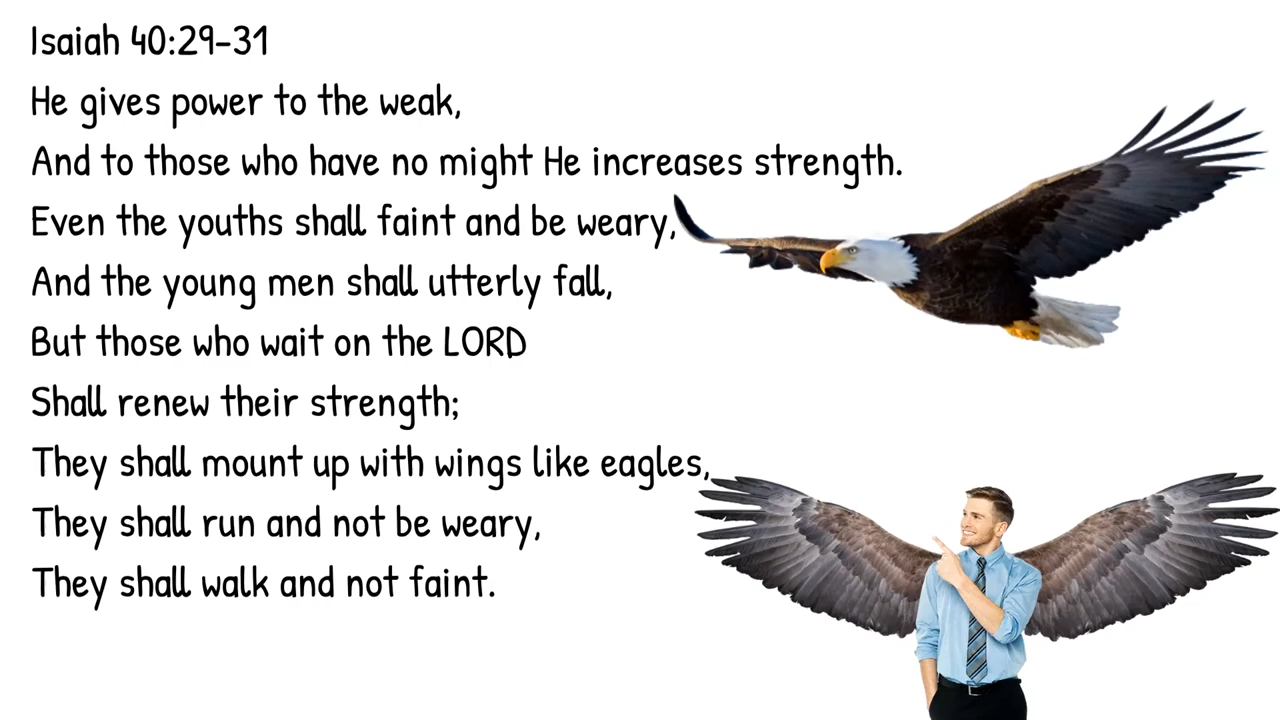 Isaiah 40:29-31
He gives power to the weak,
And to those who have no might He increases strength.
Even the youths shall faint and be weary,
And the young men shall utterly fall,
But those who wait on the LORD
Shall renew their strength;
They shall mount up with wings like eagles,
They shall run and not be weary,
They shall walk and not faint.